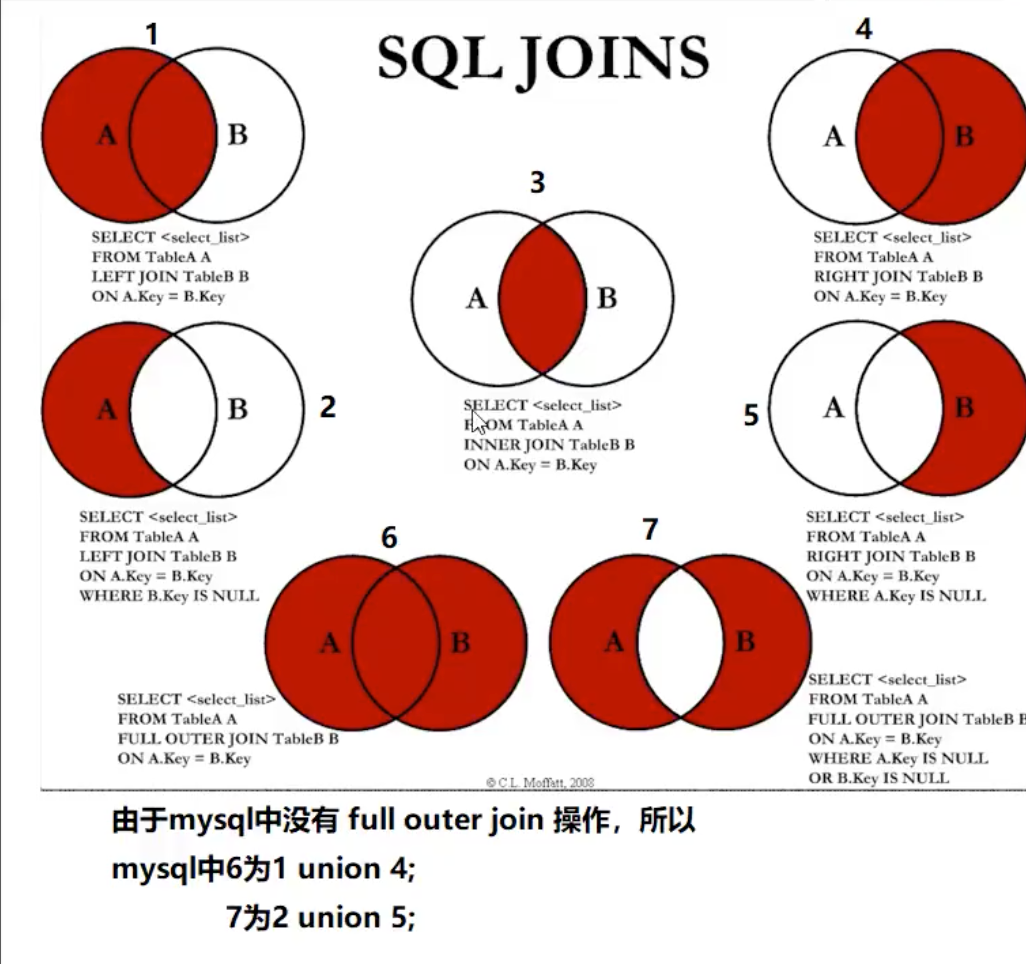 SQL JOINS
1
A
B
SELECT <select_list>
FROM TableA A
LEFT JOIN TableB B
ON A.Key = B.Key
4
A
B
SELECT <select_list>
FROM TableA A
RIGHT JOIN TableB B
ON A.Key = B.Key
3
A
B
SELECT <select_list>
FROM TableA A
INNER JOIN TableB B
ON A.Key = B.Key
2
A
B
SELECT <select_list>
FROM TableA A
LEFT JOIN TableB B
ON A.Key = B.Key
WHERE B.Key IS NULL
5
A
B
SELECT <select_list>
FROM TableA A
RIGHT JOIN TableB B
ON A.Key = B.Key
WHERE A.Key IS NULL
6
A
B
SELECT <select_list>
FROM TableA A
FULL OUTER JOIN TableB B
ON A.Key = B.Key
7
A
B
SELECT <select_list>
FROM TableA A
FULL OUTER JOIN TableB B
ON A.Key = B.Key
WHERE A.Key IS NULL
OR B.Key IS NULL
© C.L. Moffatt, 2008
由于mysql中没有 full outer join 操作，所以
mysql中6为1 union 4;
7为2 union 5;